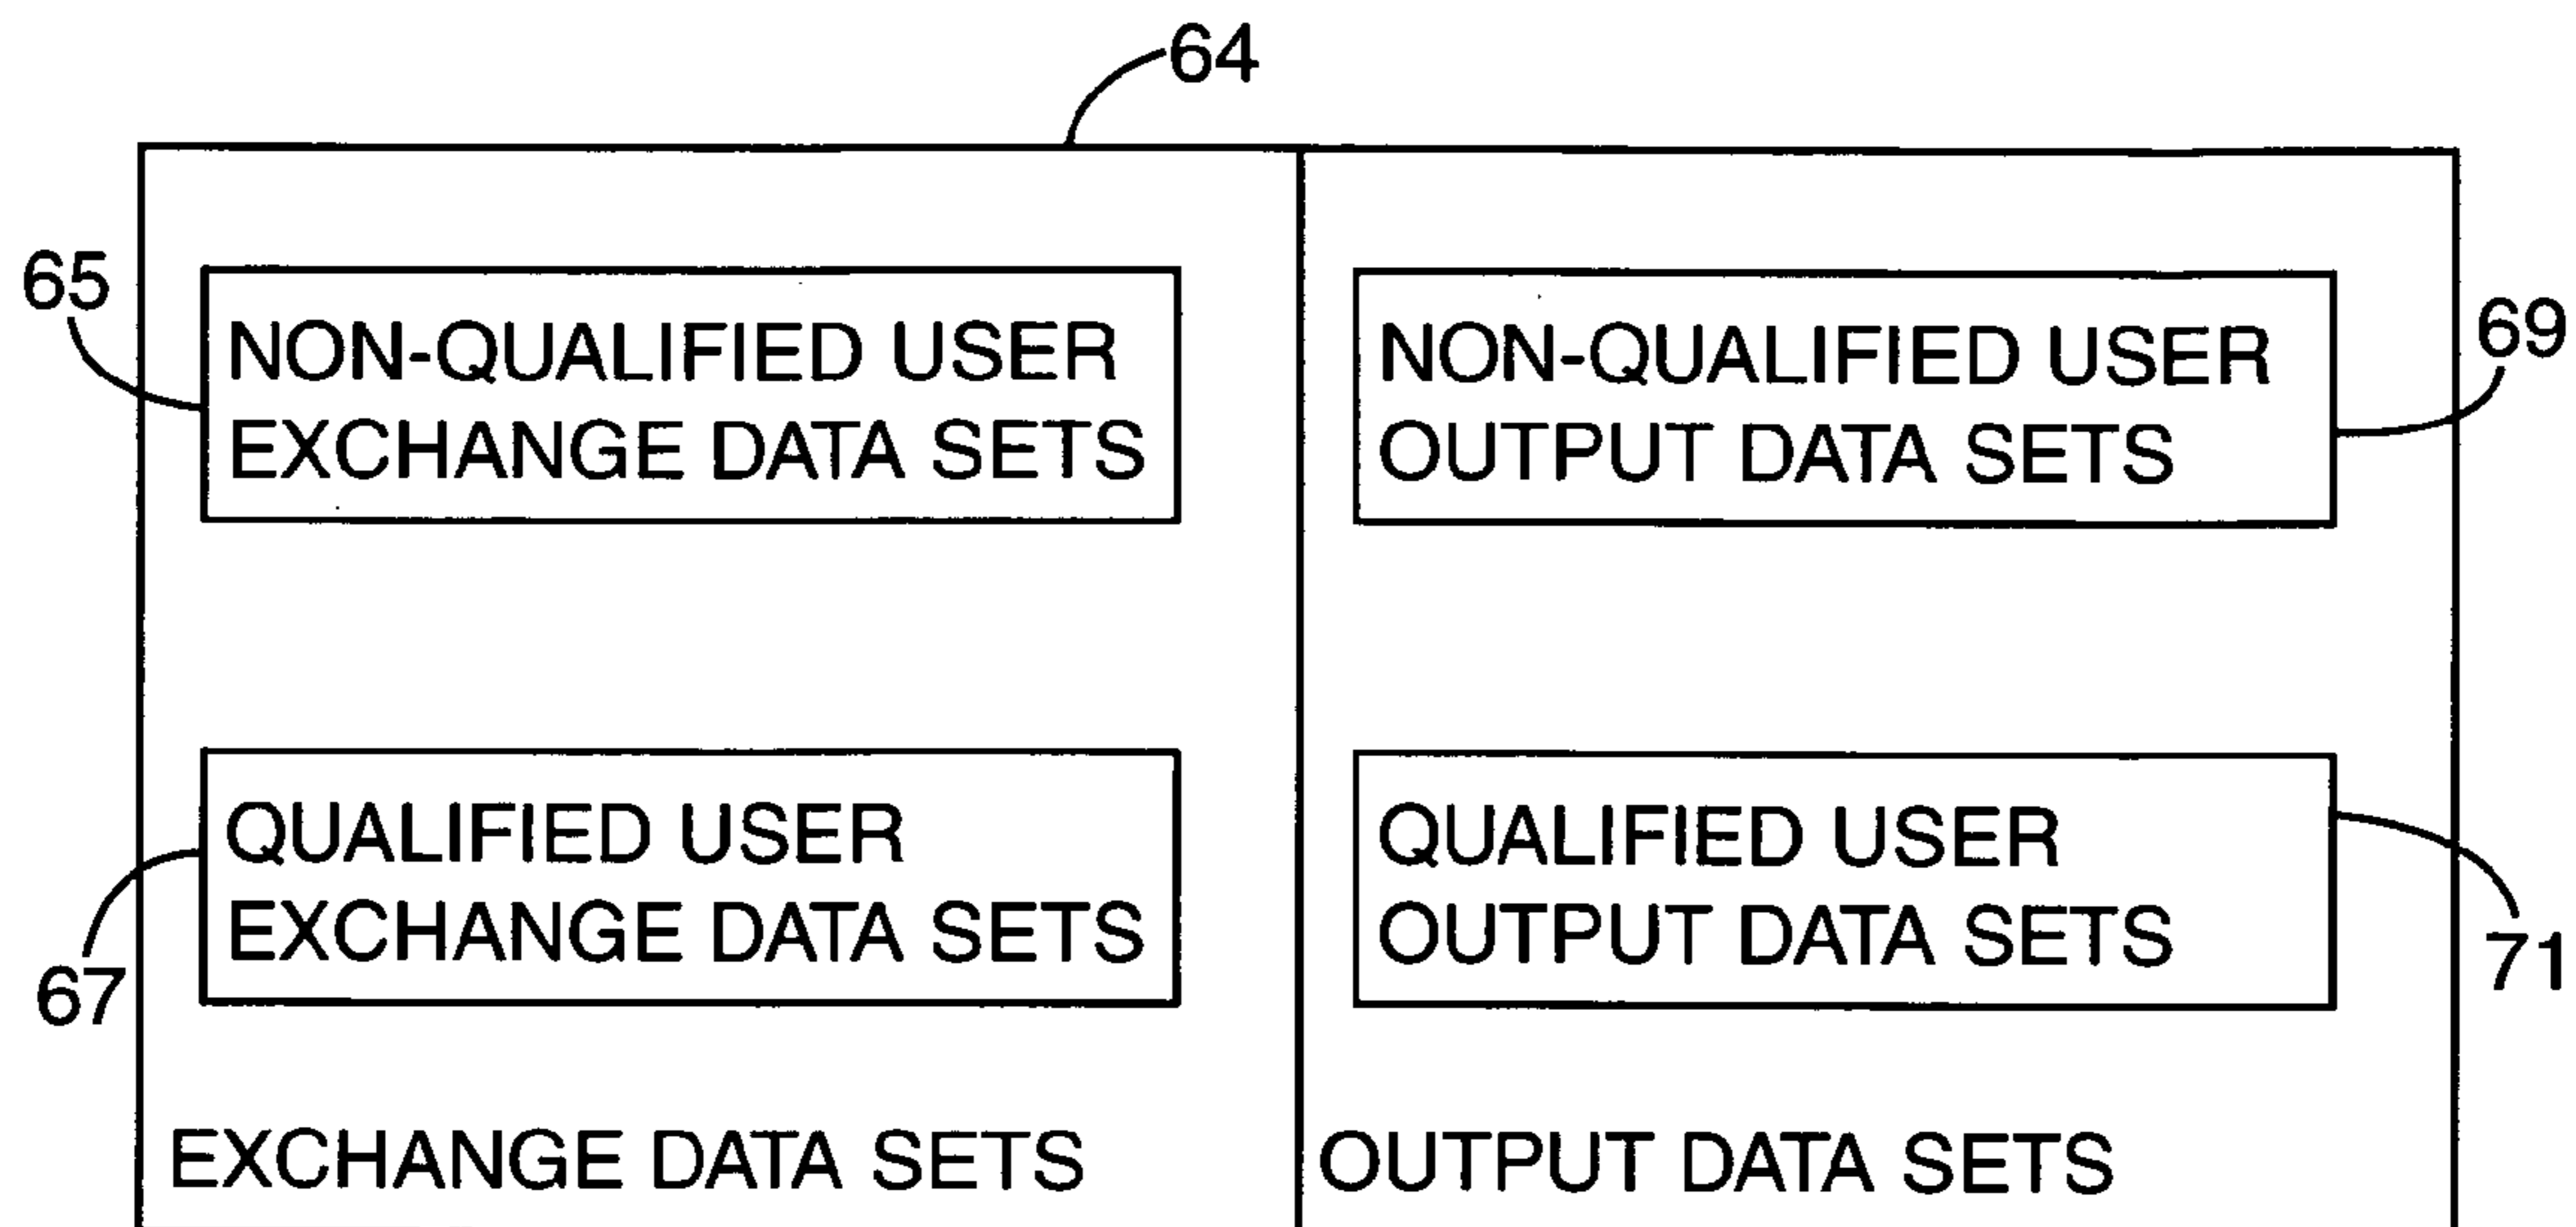 64
65
NON-QUALIFIED USER
EXCHANGE DATA SETS
NON-QUALIFIED USER
OUTPUT DATA SETS
69
QUALIFIED USER
EXCHANGE DATA SETS
67
QUALIFIED USER
OUTPUT DATA SETS
71
EXCHANGE DATA SETS
OUTPUT DATA SETS